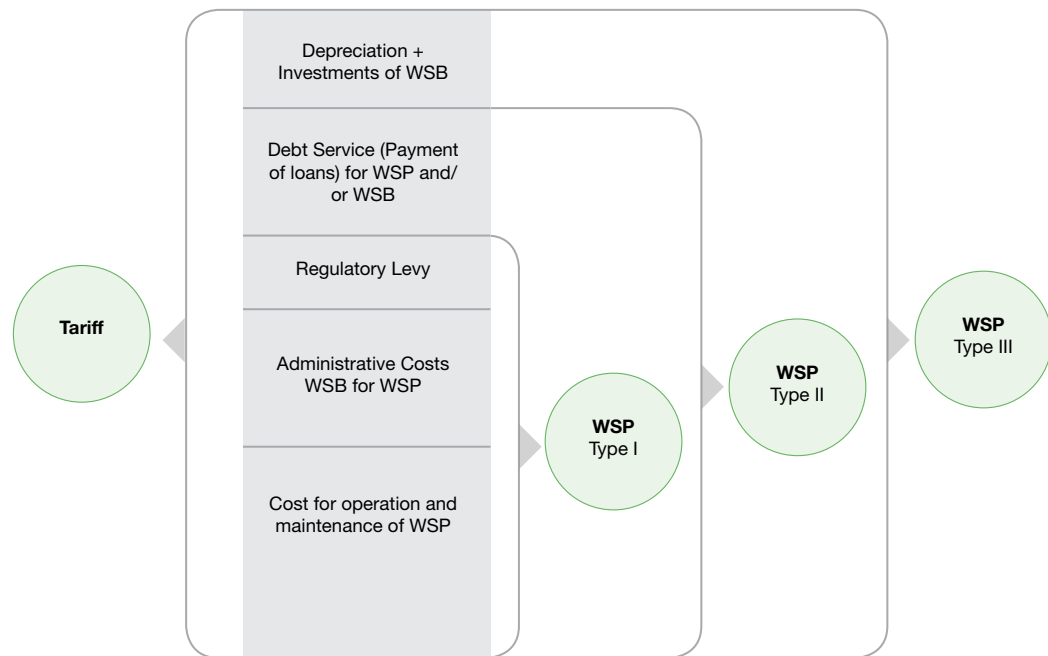 Depreciation +
Investments of WSB
Debt Service (Payment
of loans) for WSP and/
or WSB
Regulatory Levy
Administrative Costs
WSB for WSP
Cost for operation and
maintenance of WSP
Tariff
WSP
Type I
WSP
Type II
WSP
Type III